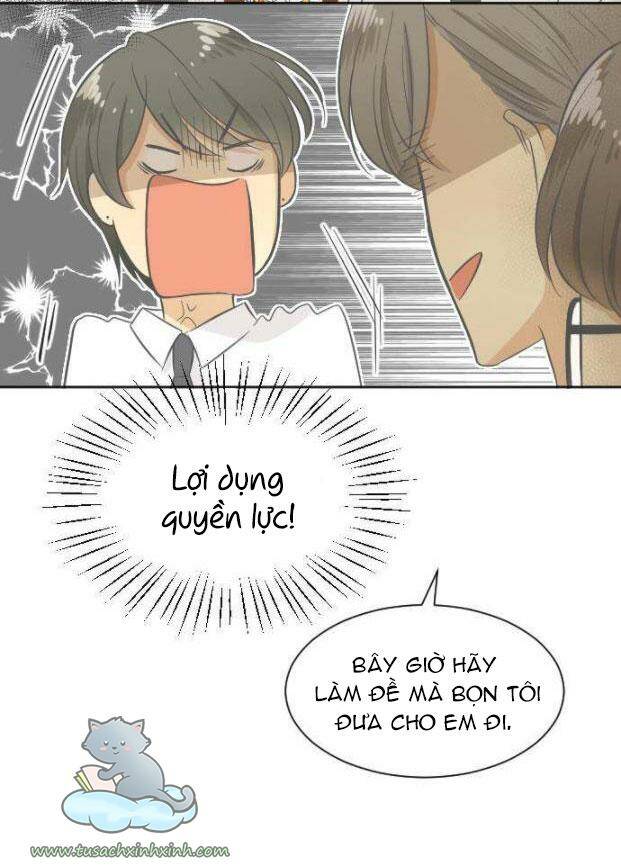 Lợi dụng
quyền lực!
BÂY GIỜ HÃY
LÀM ĐỀ MÀ BỌN TÔI
ĐƯA CHO EM ĐI.
www.tusachxinhxinh.com